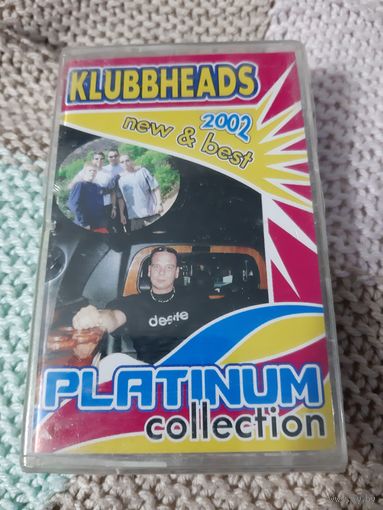 KLUBBHEADS
2002
new & best
desire
PLATINUM
collection